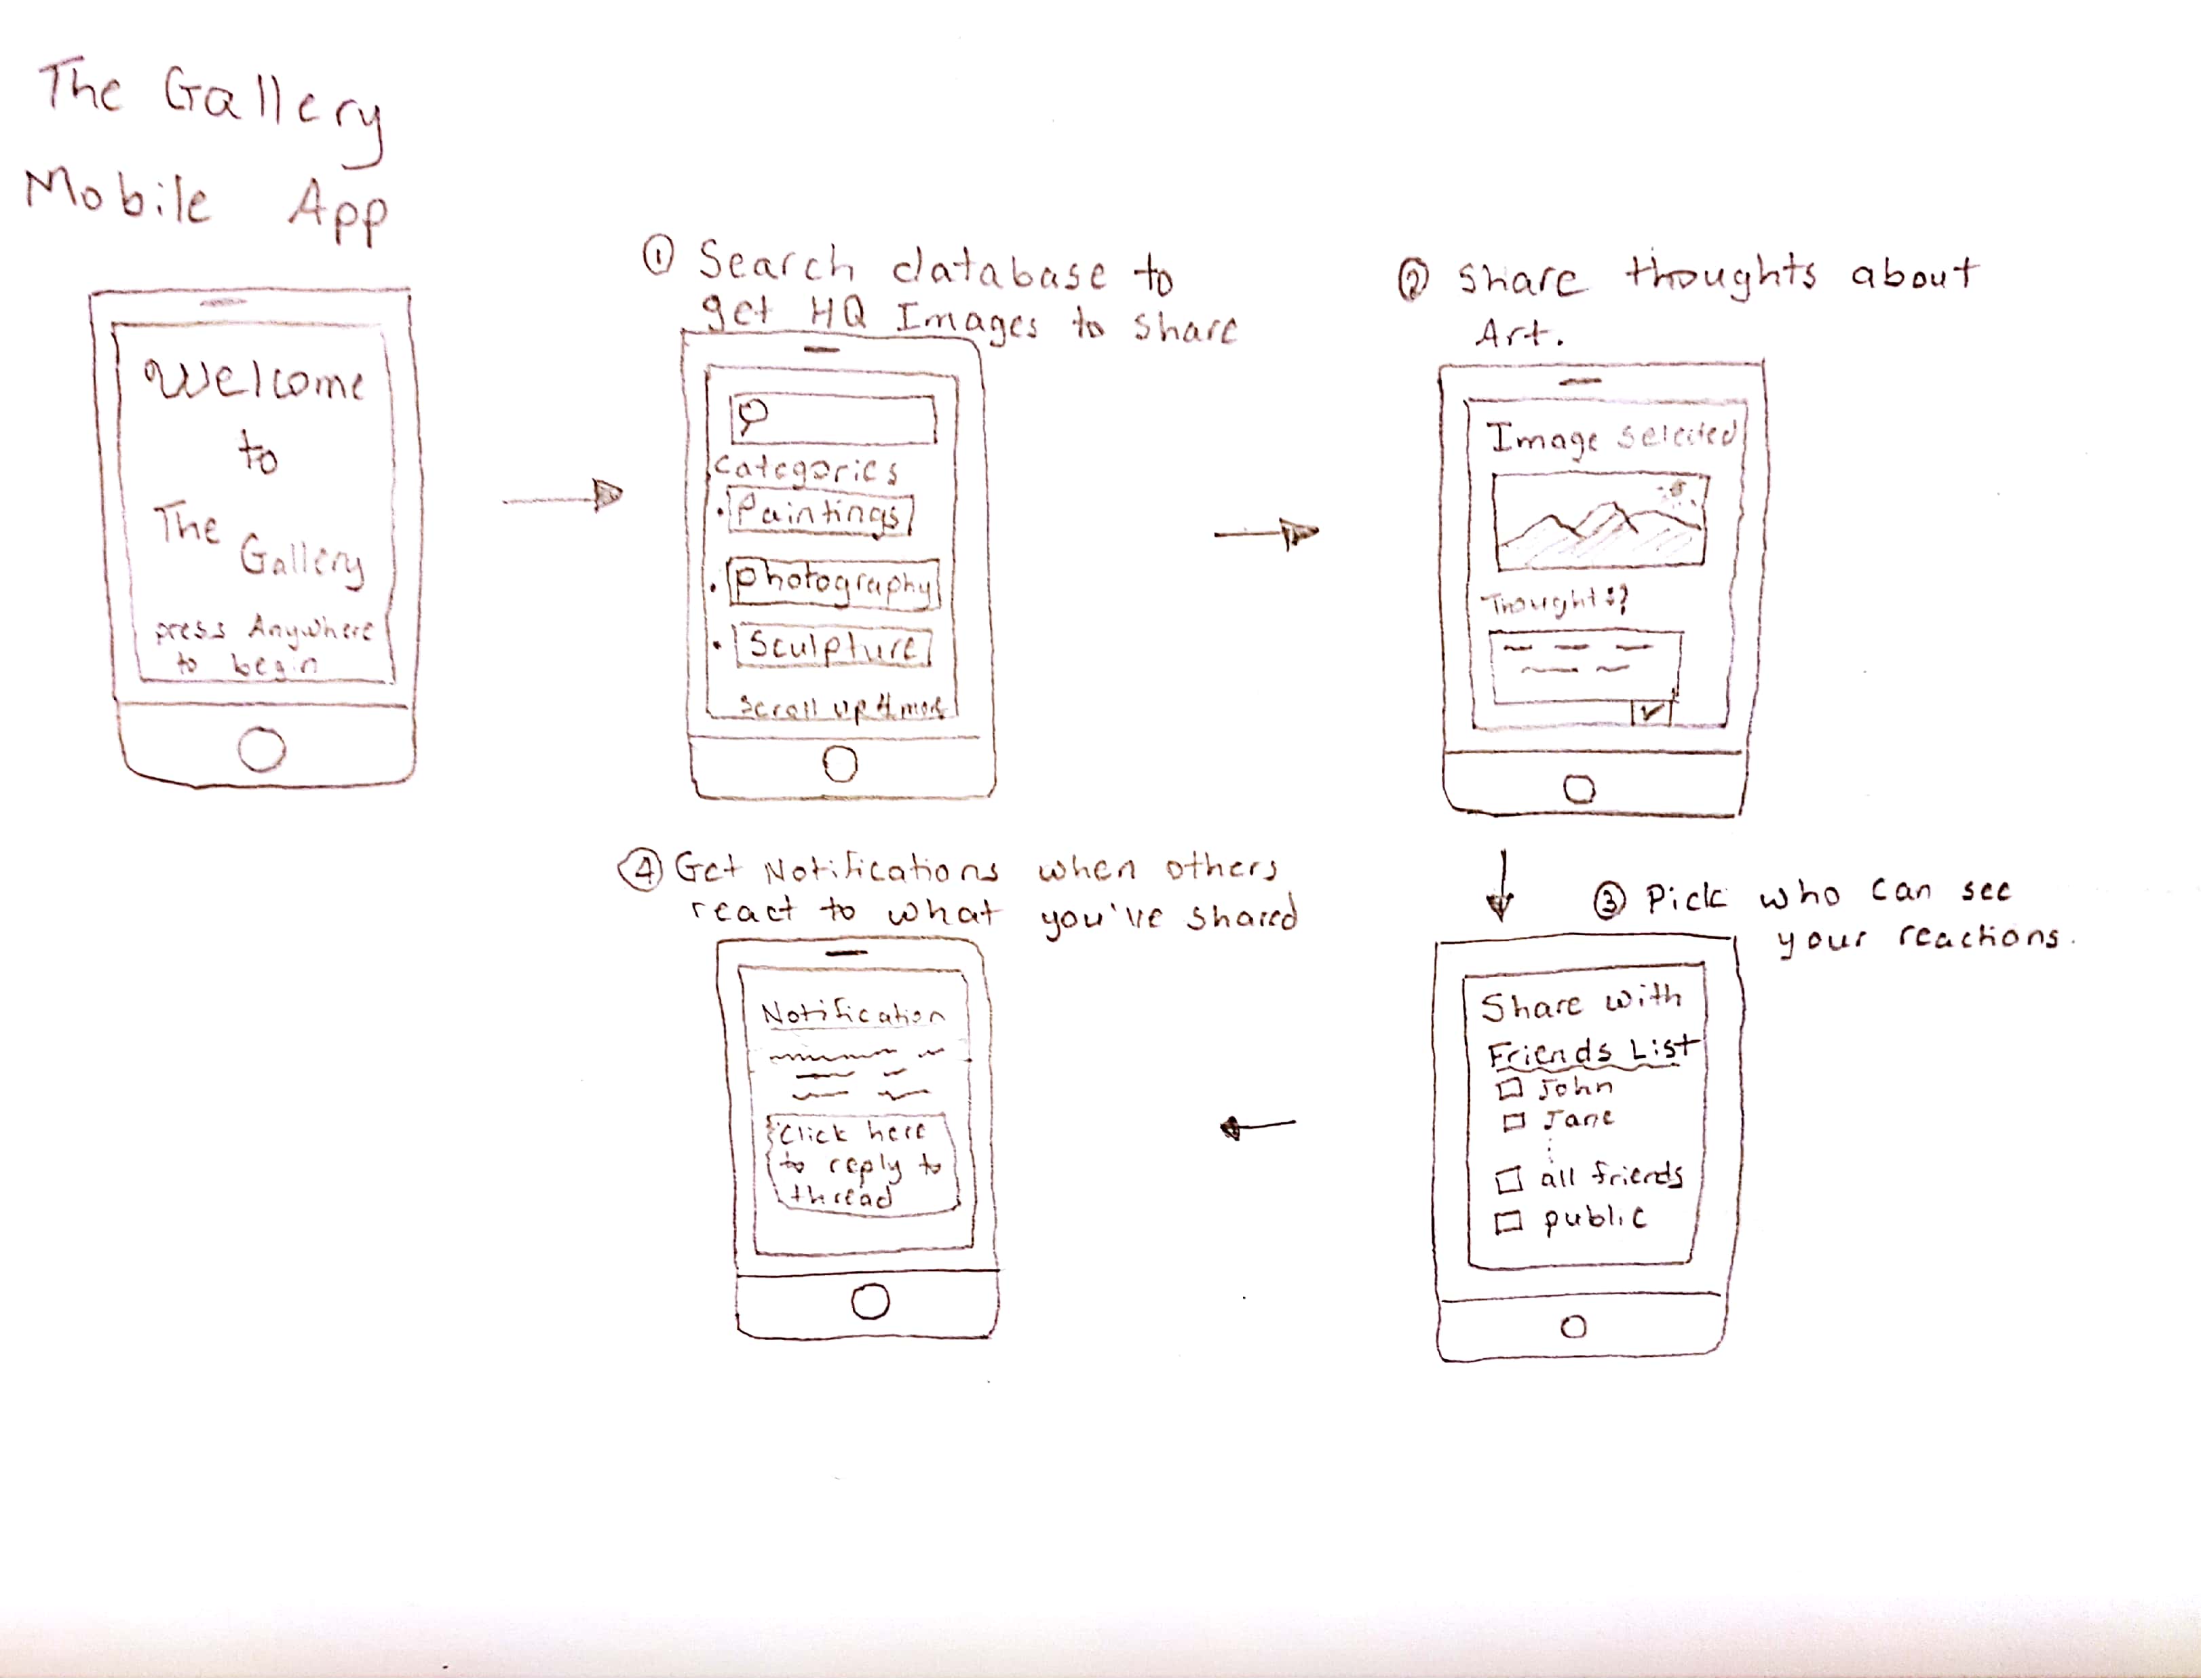 The Gallery
Mobile App
Welcome
to
The Gallery
press Anywhere
to begin
① Search database to
get HQ Images to share
Categories
• Paintings
• Photography
• Sculpture
Scroll up 4 more
② Share thoughts about
Art.
Image selected
Thoughts?
③ Pick who can see
your reactions.
Share with
Friends List
John
Jane
all friends
public
④ Get Notifications when others
react to what you've shared
Notification
Click here
to reply to
thread